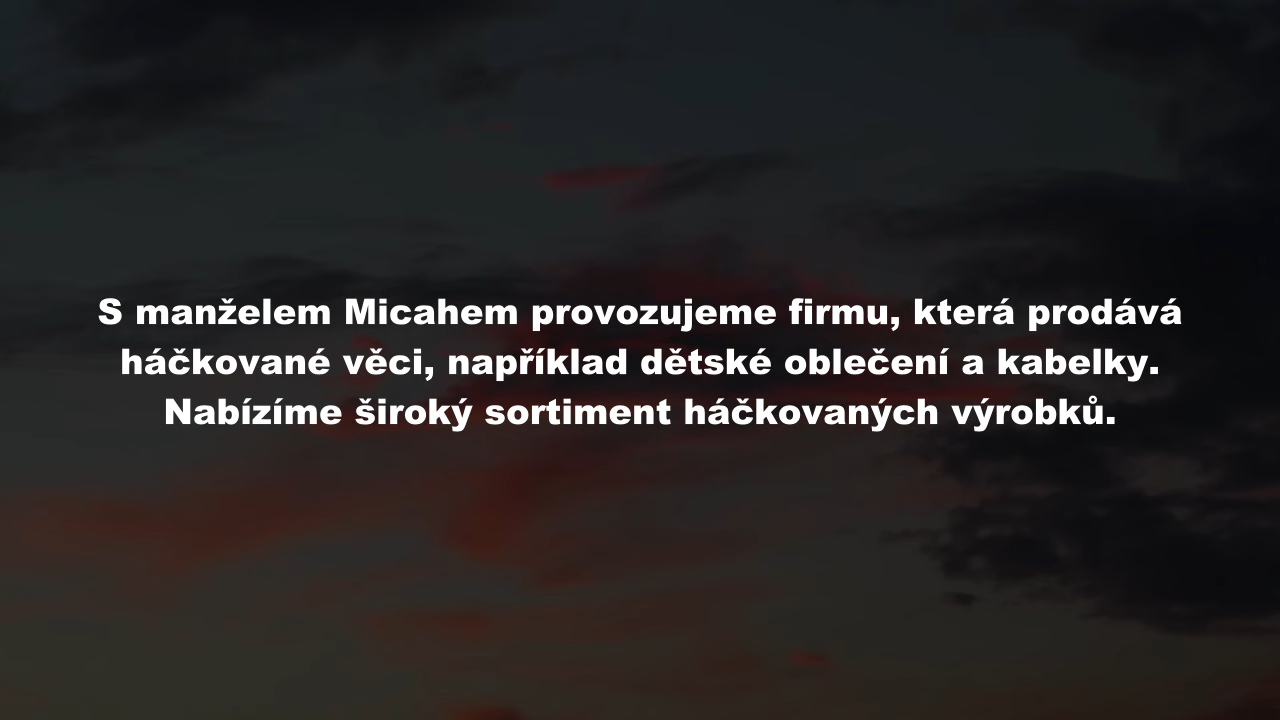 S manželem Micahem provozujeme firmu, která prodává
háčkované věci, například dětské oblečení a kabelky.
Nabízíme široký sortiment háčkovaných výrobků.